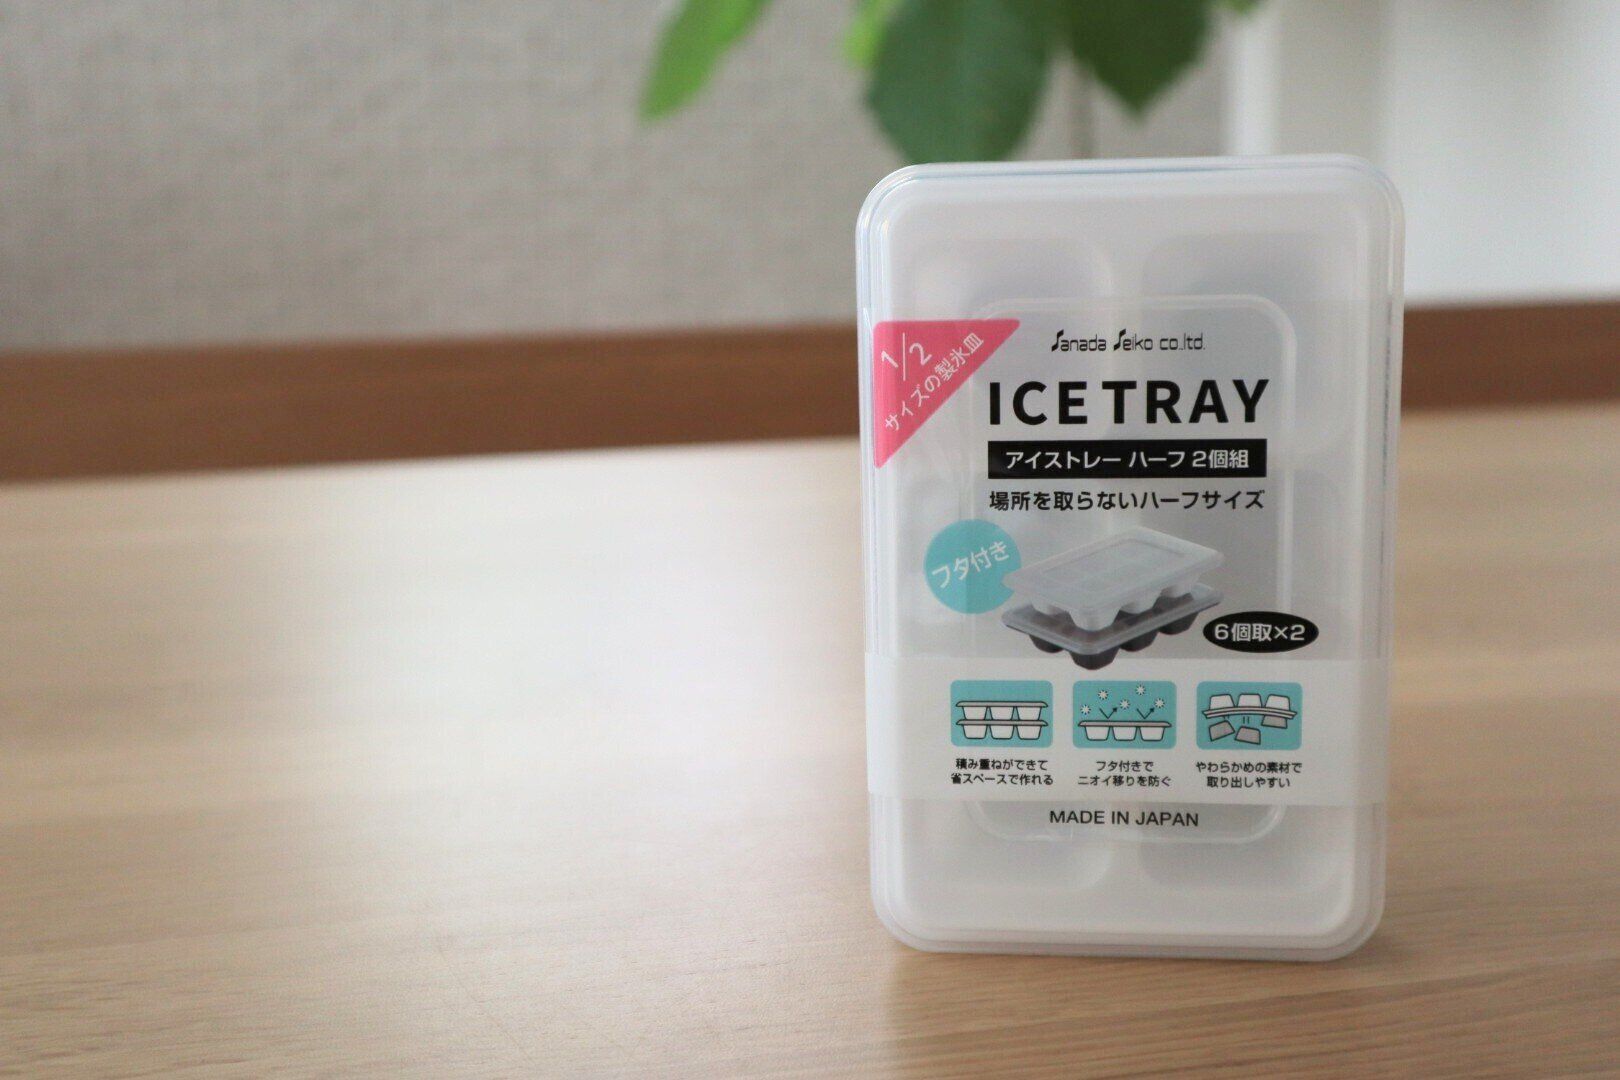 1/2
サイズの製氷皿
Sanada Seiko co.ltd.
ICE TRAY
アイストレー ハーフ 2個組
場所を取らないハーフサイズ
フタ付き
6個取×2
積み重ねができて
省スペースで作れる
フタ付きで
ニオイ移りを防ぐ
やわらかめの素材で
取り出しやすい
MADE IN JAPAN